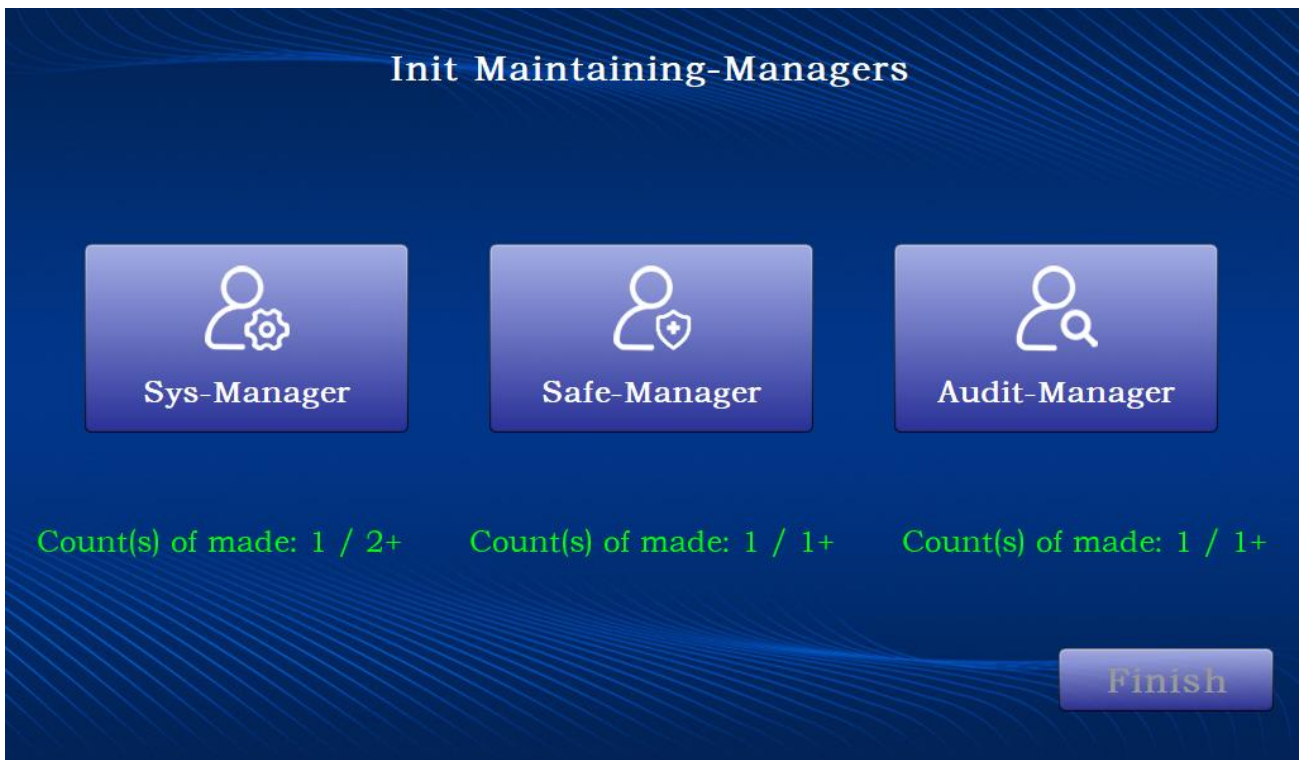 Init Maintaining-Managers
Sys-Manager
Safe-Manager
Audit-Manager
Count(s) of made: 1 / 2+
Count(s) of made: 1 / 1+
Count(s) of made: 1 / 1+
Finish